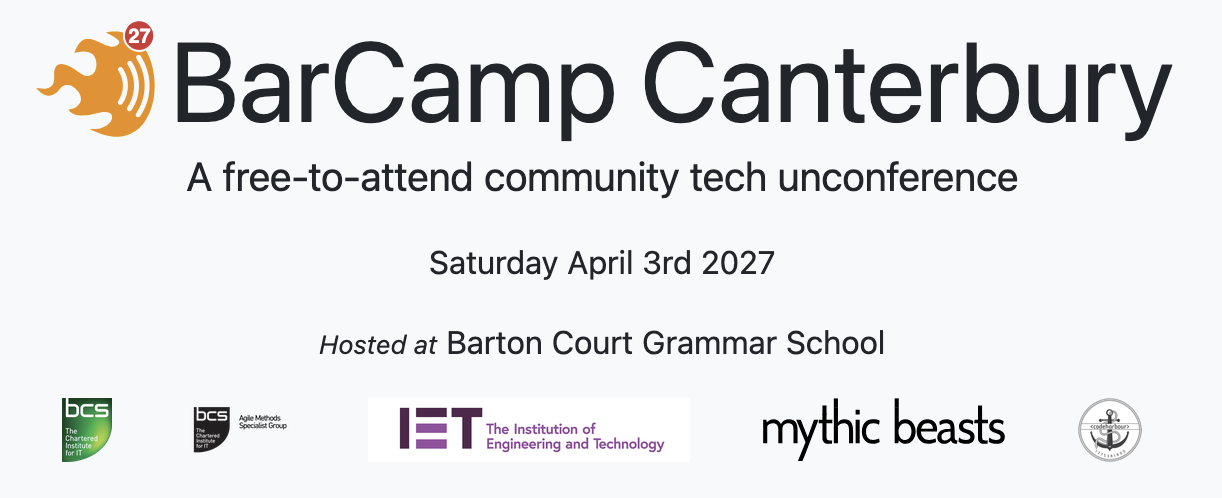 27
BarCamp Canterbury
A free-to-attend community tech unconference
Saturday April 3rd 2027
Hosted at Barton Court Grammar School
bcs
The
Chartered
Institute
for IT
bcs
The
Chartered
Institute
for IT
Agile Methods
Specialist Group
IET
The Institution of
Engineering and Technology
mythic beasts
<codeharbour>